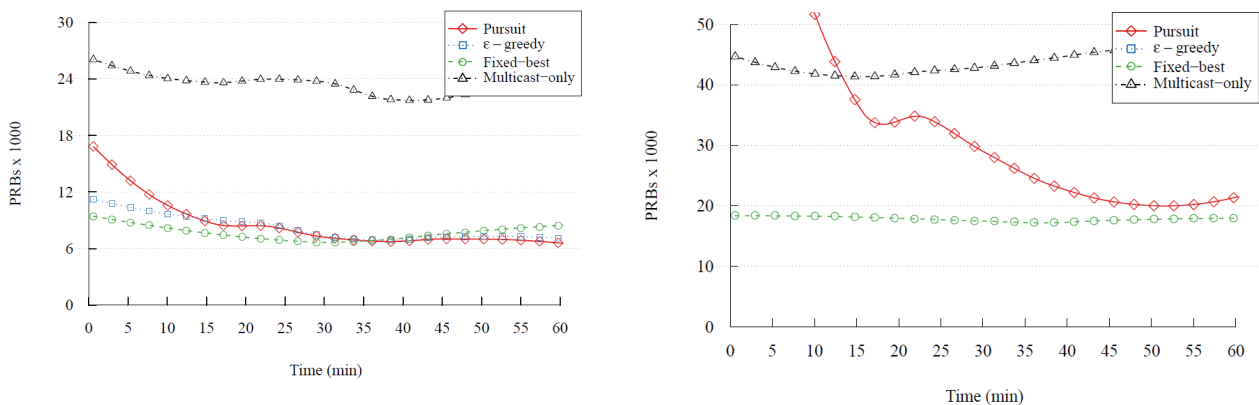 30
24
18
12
6
0
PRBs x 1000
0 5 10 15 20 25 30 35 40 45 50 55 60
Time (min)
Pursuit
ε−greedy
Fixed−best
Multicast−only
50
40
30
20
10
0
PRBs x 1000
0 5 10 15 20 25 30 35 40 45 50 55 60
Time (min)
Pursuit
ε−greedy
Fixed−best
Multicast−only